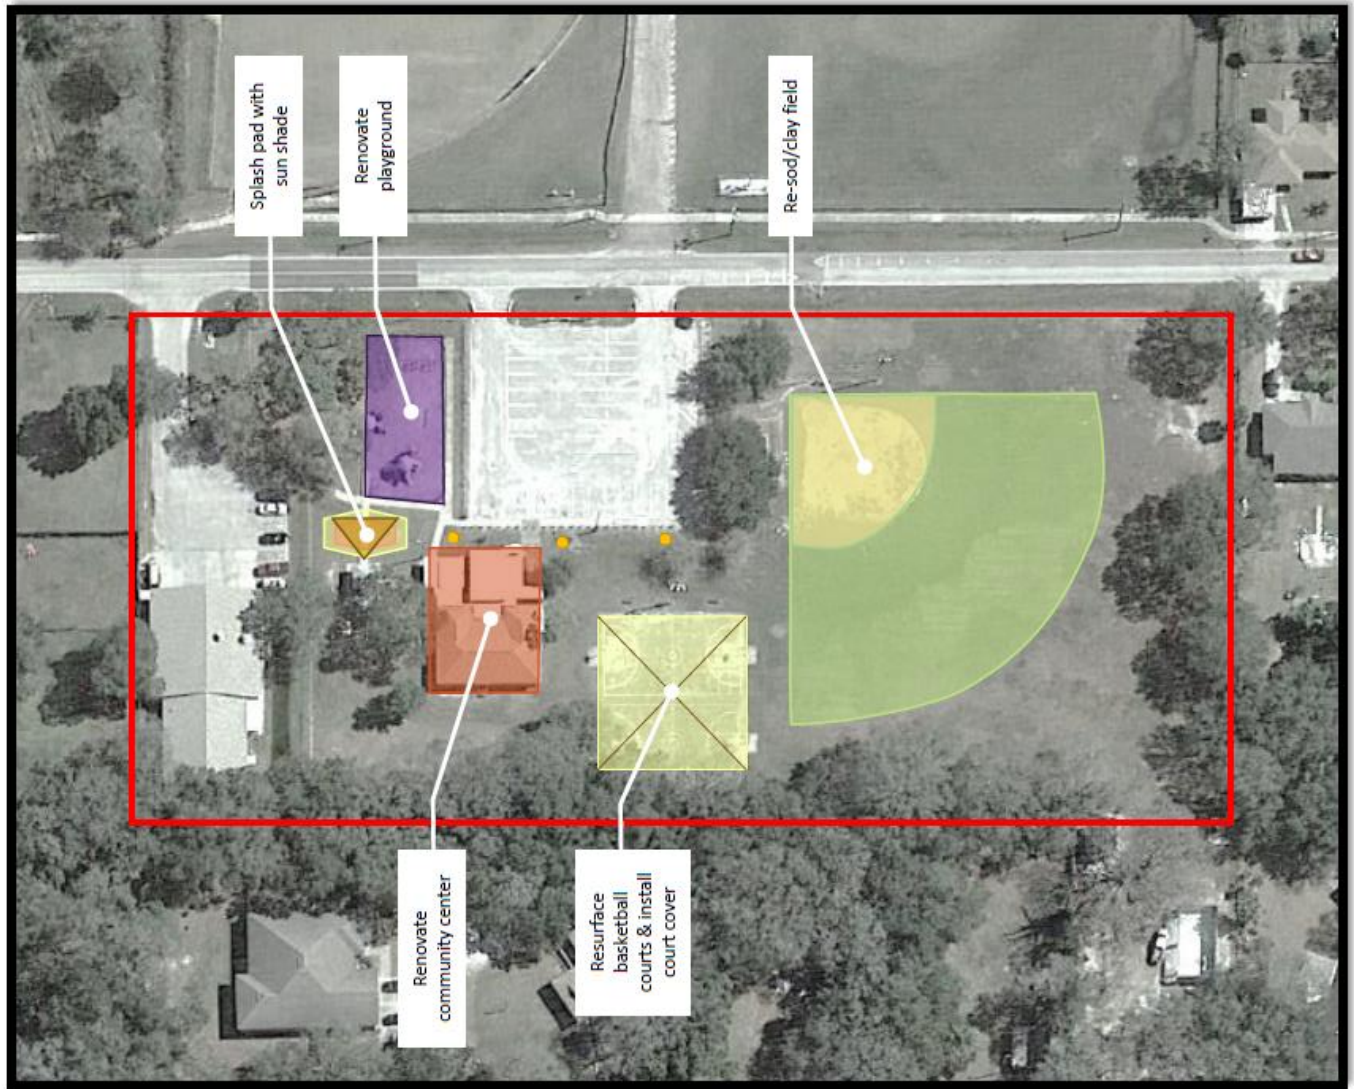 Splash pad with
sun shade
Renovate
playground
Re-sod/clay field
Renovate
community center
Resurface
basketball
courts & install
court cover